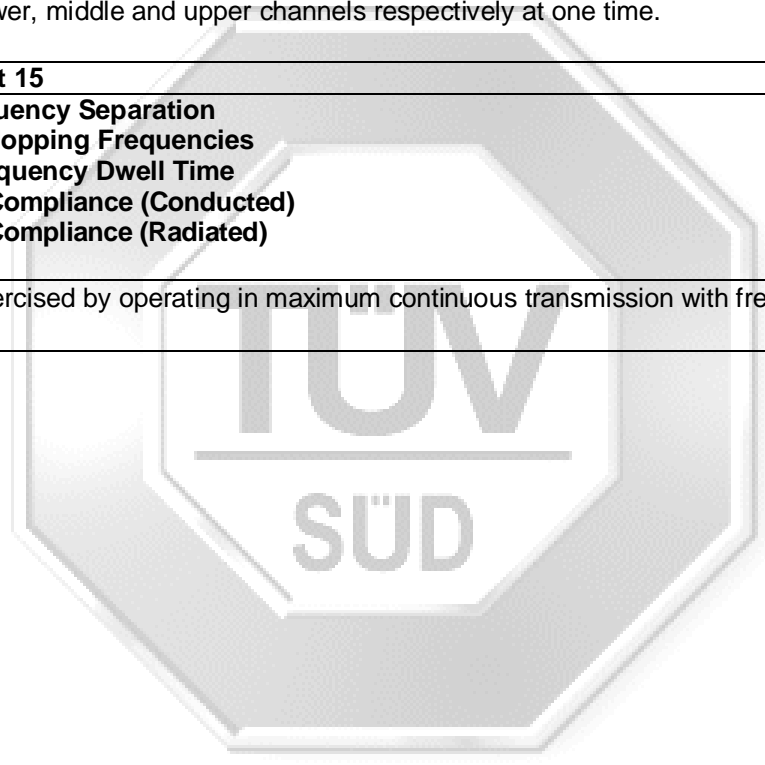 wer, middle and upper channels respectively at one time.
t 15
uency Separation
opping Frequencies
quency Dwell Time
Compliance (Conducted)
Compliance (Radiated)
ercised by operating in maximum continuous transmission with fre
TÜV
SÜD